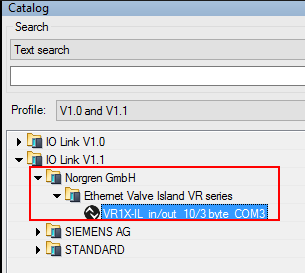 Catalog
Search
Text search
Profile: V1.0 and V1.1
IO Link V1.0
IO Link V1.1
Norgren GmbH
Ethernet Valve Island VR series
VR1X-IL in/out 10/3 byte COM3
SIEMENS AG
STANDARD